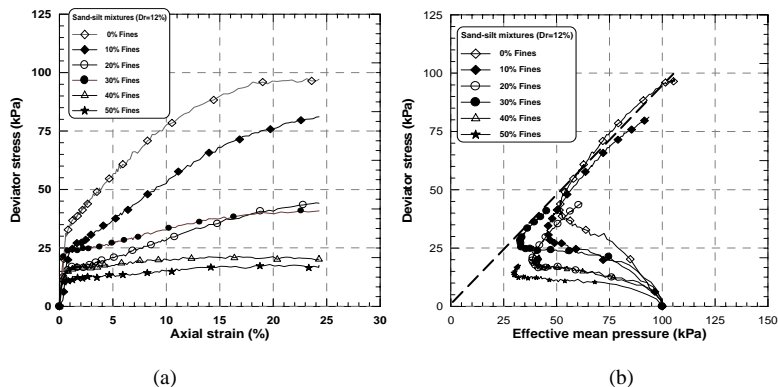 Sand-silt mixtures (Dr=12%)
0% Fines
10% Fines
20% Fines
30% Fines
40% Fines
50% Fines
125
100
75
50
25
0
Deviator stress (kPa)
0 5 10 15 20 25 30
Axial strain (%)
(a)
Sand-silt mixtures (Dr=12%)
0% Fines
10% Fines
20% Fines
30% Fines
40% Fines
50% Fines
125
100
75
50
25
0
Deviator stress (kPa)
0 25 50 75 100 125 150
Effective mean pressure (kPa)
(b)